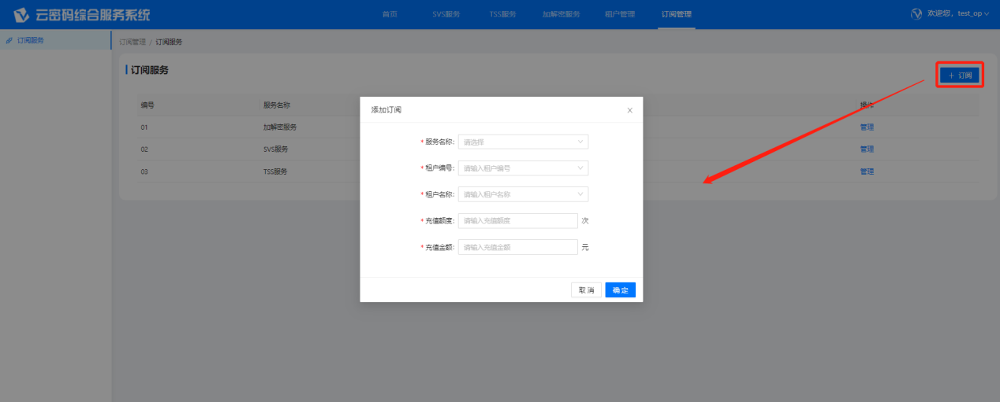 云密码综合服务系统 首页 SVS服务 TSS服务 加解密服务 租户管理 订阅管理 欢迎您，test_op
订阅服务
订阅管理 / 订阅服务
订阅服务
+ 订阅
编号 服务名称 操作
01 加解密服务 管理
02 SVS服务 管理
03 TSS服务 管理
添加订阅
* 服务名称: 请选择
* 租户编号: 请输入租户编号
* 租户名称: 请输入租户名称
* 充值额度: 请输入充值额度 次
* 充值金额: 请输入充值金额 元
取消 确定